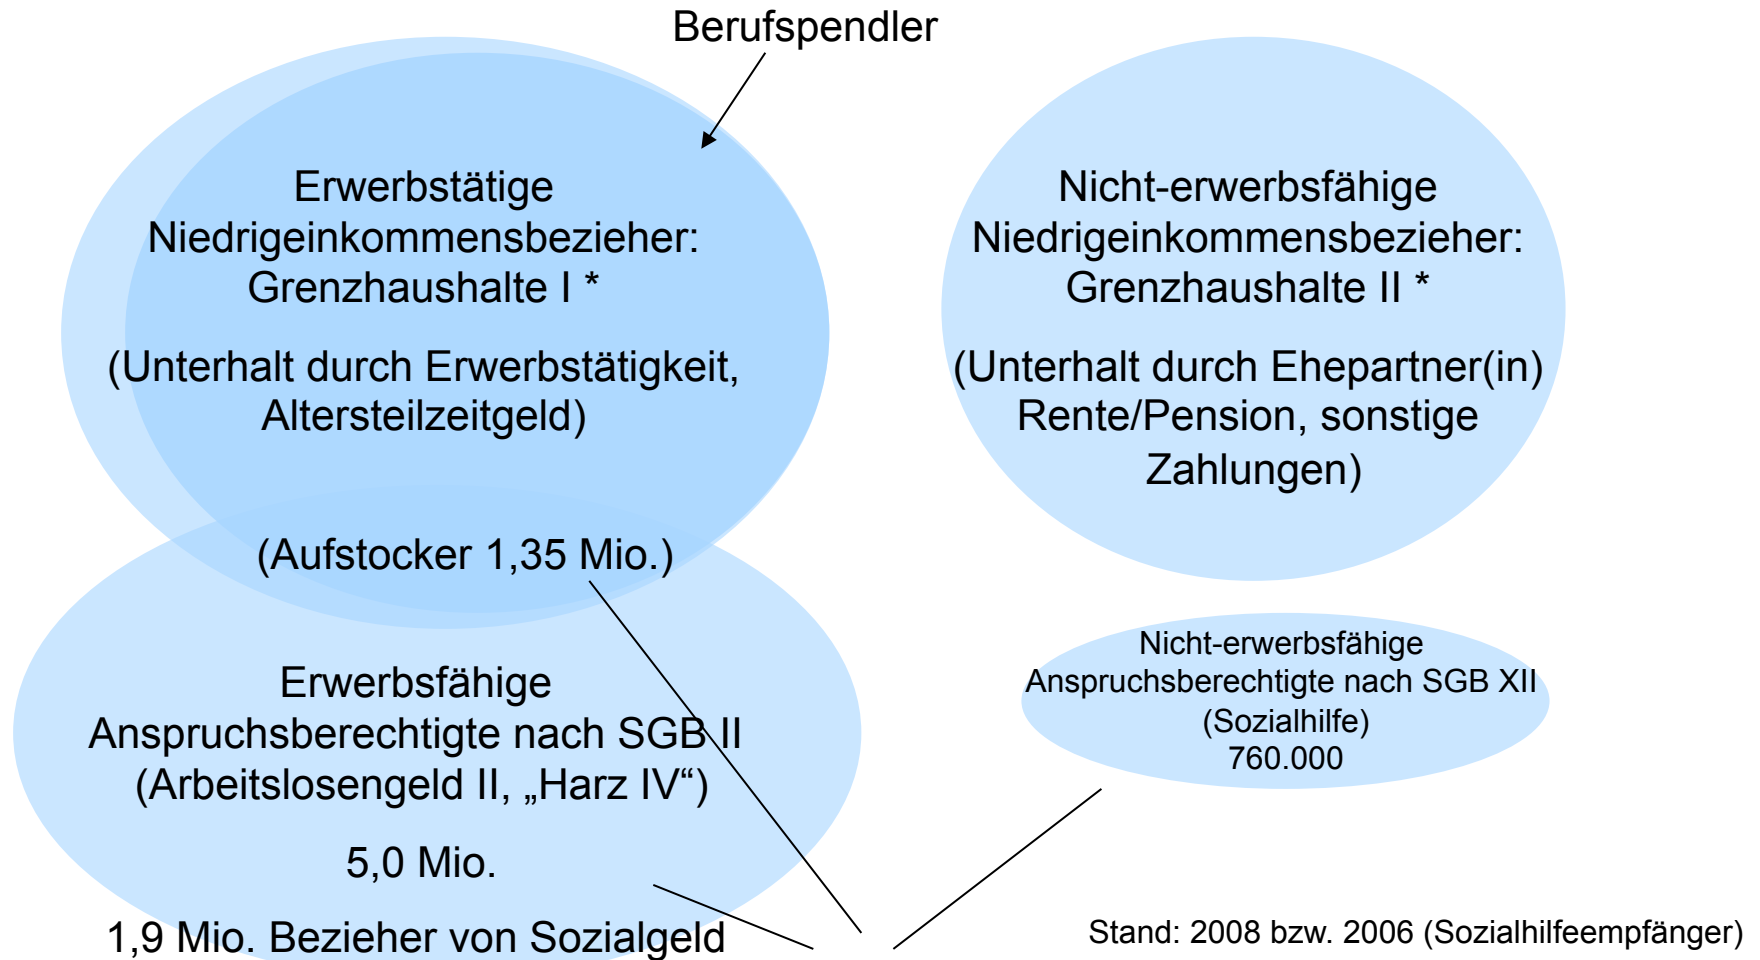 Berufspendler
Erwerbstätige
Niedrigeinkommensbezieher:
Grenzhaushalte I *
(Unterhalt durch Erwerbstätigkeit,
Altersteilzeitgeld)
(Aufstocker 1,35 Mio.)
Erwerbsfähige
Anspruchsberechtigte nach SGB II
(Arbeitslosengeld II, „Harz IV“)
5,0 Mio.
1,9 Mio. Bezieher von Sozialgeld
Nicht-erwerbsfähige
Niedrigeinkommensbezieher:
Grenzhaushalte II *
(Unterhalt durch Ehepartner(in)
Rente/Pension, sonstige
Zahlungen)
Nicht-erwerbsfähige
Anspruchsberechtigte nach SGB XII
(Sozialhilfe)
760.000
Stand: 2008 bzw. 2006 (Sozialhilfeempfänger)